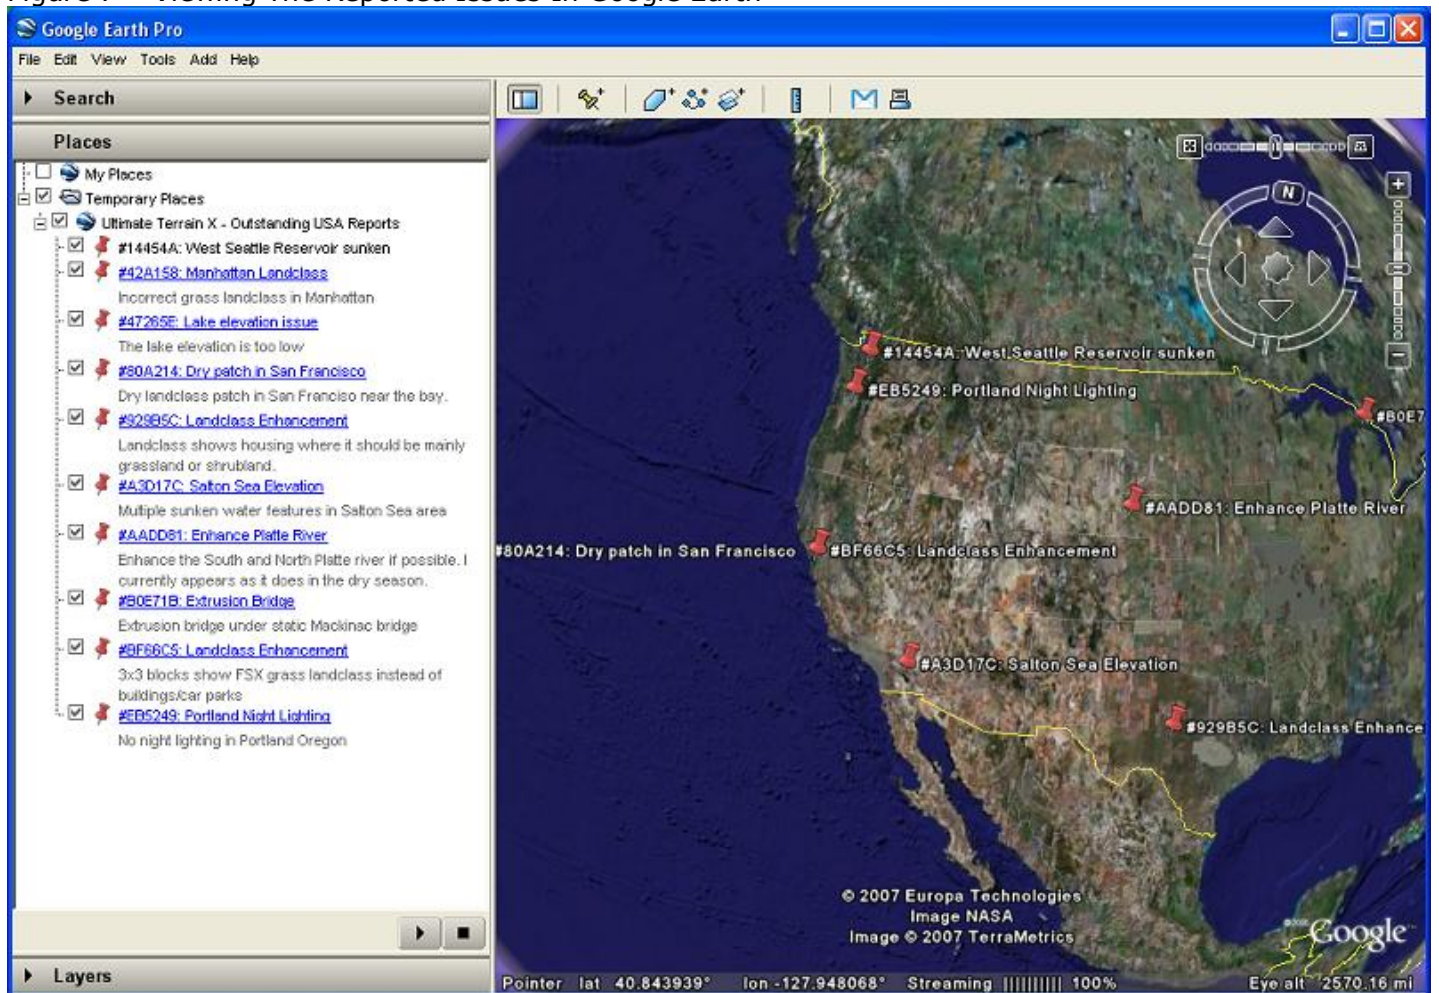 Google Earth Pro
File Edit View Tools Add Help
Search
Places
My Places
Temporary Places
Ultimate Terrain X - Outstanding USA Reports
#14454A: West Seattle Reservoir sunken
#42A158: Manhattan Landclass
Incorrect grass landclass in Manhattan
#47265E: Lake elevation issue
The lake elevation is too low
#80A214: Dry patch in San Francisco
Dry landclass patch in San Franciso near the bay.
#929B5C: Landclass Enhancement
Landclass shows housing where it should be mainly
grassland or shrubland.
#A3D17C: Salton Sea Elevation
Multiple sunken water features in Salton Sea area
#AADD81: Enhance Platte River
Enhance the South and North Platte river if possible. I
currently appears as it does in the dry season.
#B0E71B: Extrusion Bridge
Extrusion bridge under static Mackinac bridge
#BF66C5: Landclass Enhancement
3x3 blocks show FSX grass landclass instead of
buildings/car parks
#EB5249: Portland Night Lighting
No night lighting in Portland Oregon
Layers
N
#14454A: West Seattle Reservoir sunken
#EB5249: Portland Night Lighting
#B0E7
#AADD81: Enhance Platte River
#80A214: Dry patch in San Francisco
#BF66C5: Landclass Enhancement
#A3D17C: Salton Sea Elevation
#929B5C: Landclass Enhance
© 2007 Europa Technologies
Image NASA
Image © 2007 TerraMetrics
Google
Pointer lat 40.843939° lon -127.948068° Streaming |||||||||| 100% Eye alt 2570.16 mi